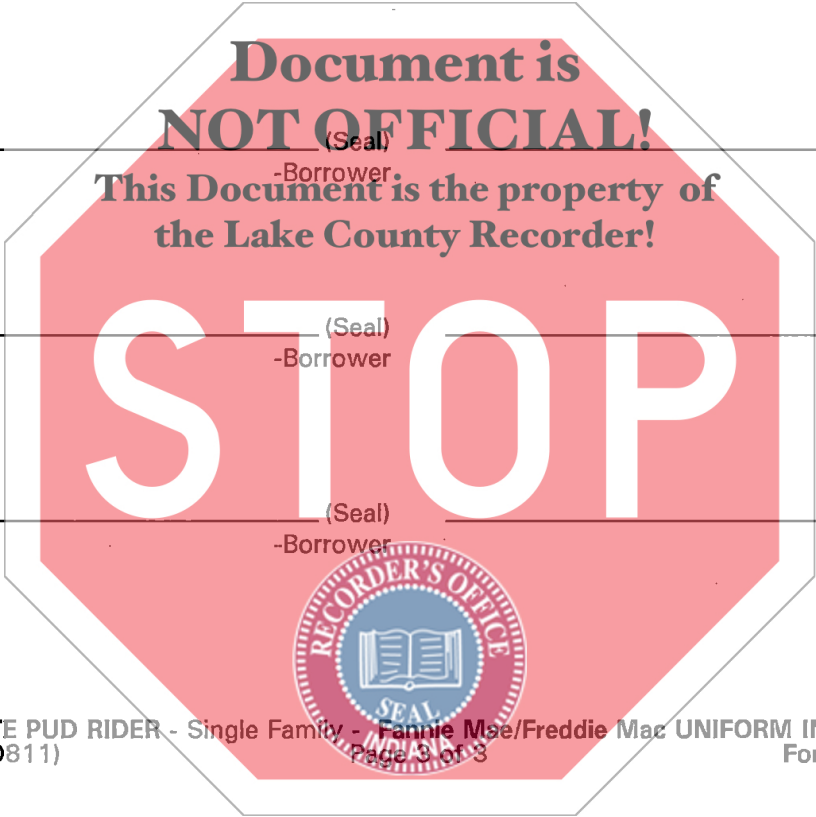 Document is
NOT OFFICIAL!
(Seal)
-Borrower
This Document is the property of
the Lake County Recorder!
STOP
(Seal)
-Borrower
(Seal)
-Borrower
RECORDER'S OFFICE
SEAL
INDIANA
E PUD RIDER - Single Family - Fannie Mae/Freddie Mac UNIFORM
811) Page 3 of 3 For